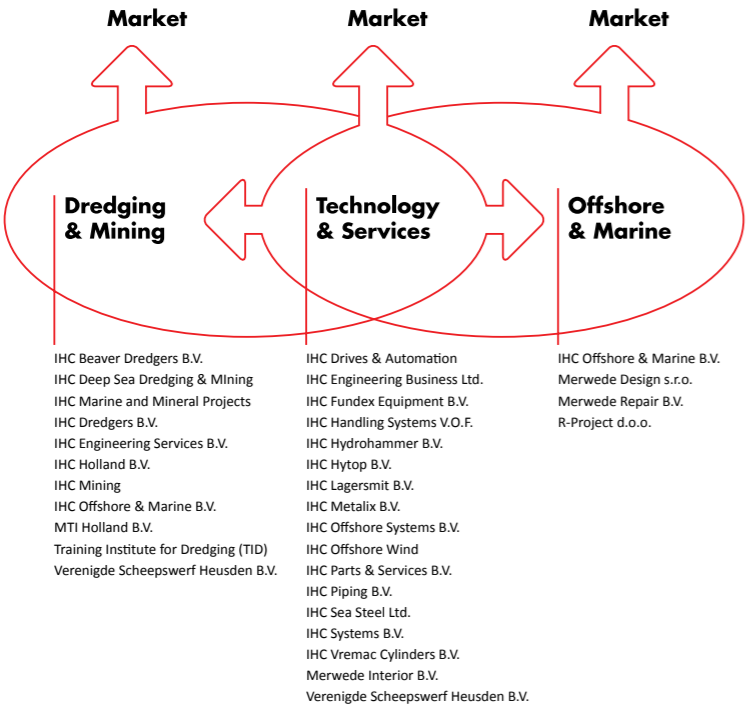 Market
Market
Market
Dredging
& Mining
Technology
& Services
Offshore
& Marine
IHC Beaver Dredgers B.V.
IHC Deep Sea Dredging & MIning
IHC Marine and Mineral Projects
IHC Dredgers B.V.
IHC Engineering Services B.V.
IHC Holland B.V.
IHC Mining
IHC Offshore & Marine B.V.
MTI Holland B.V.
Training Institute for Dredging (TID)
Verenigde Scheepswerf Heusden B.V.
IHC Drives & Automation
IHC Engineering Business Ltd.
IHC Fundex Equipment B.V.
IHC Handling Systems V.O.F.
IHC Hydrohammer B.V.
IHC Hytop B.V.
IHC Lagersmit B.V.
IHC Metalix B.V.
IHC Offshore Systems B.V.
IHC Offshore Wind
IHC Parts & Services B.V.
IHC Piping B.V.
IHC Sea Steel Ltd.
IHC Systems B.V.
IHC Vremac Cylinders B.V.
Merwede Interior B.V.
Verenigde Scheepswerf Heusden B.V.
IHC Offshore & Marine B.V.
Merwede Design s.r.o.
Merwede Repair B.V.
R-Project d.o.o.